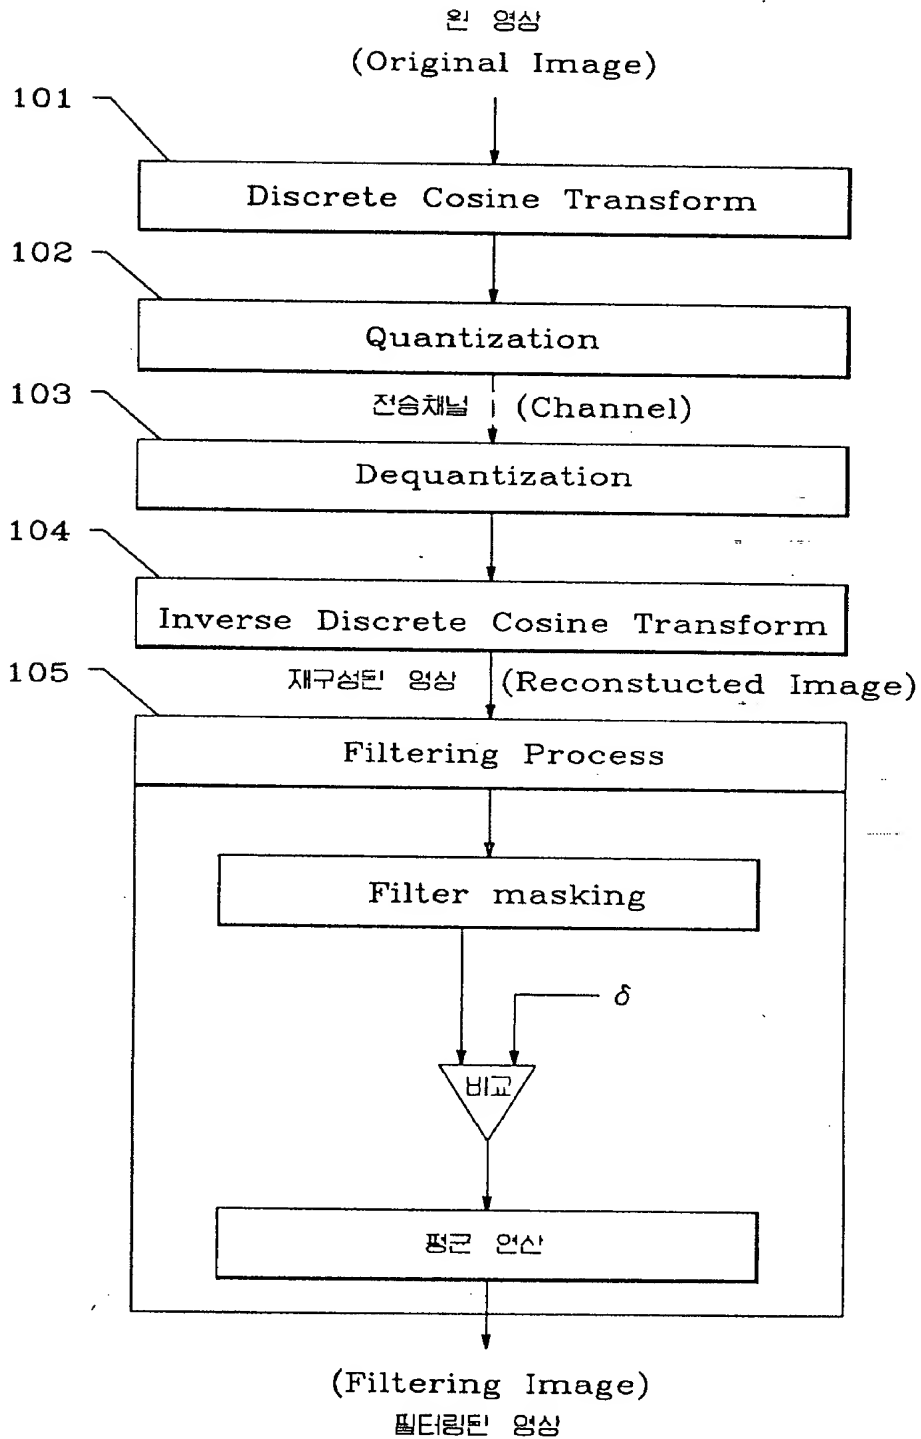 원 영상
(Original Image)
101
Discrete Cosine Transform
102
Quantization
103
전송채널 (Channel)
Dequantization
104
Inverse Discrete Cosine Transform
105
재구성된 영상 (Reconstucted Image)
Filtering Process
Filter masking
δ
비교
평균 연산
(Filtering Image)
필터링된 영상